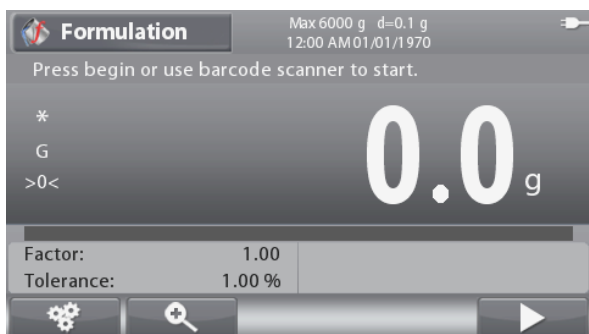 Formulation
Max 6000 g d=0.1 g
12:00 AM 01/01/1970
Press begin or use barcode scanner to start.
*
G
>0<
0.0 g
Factor: 1.00
Tolerance: 1.00 %